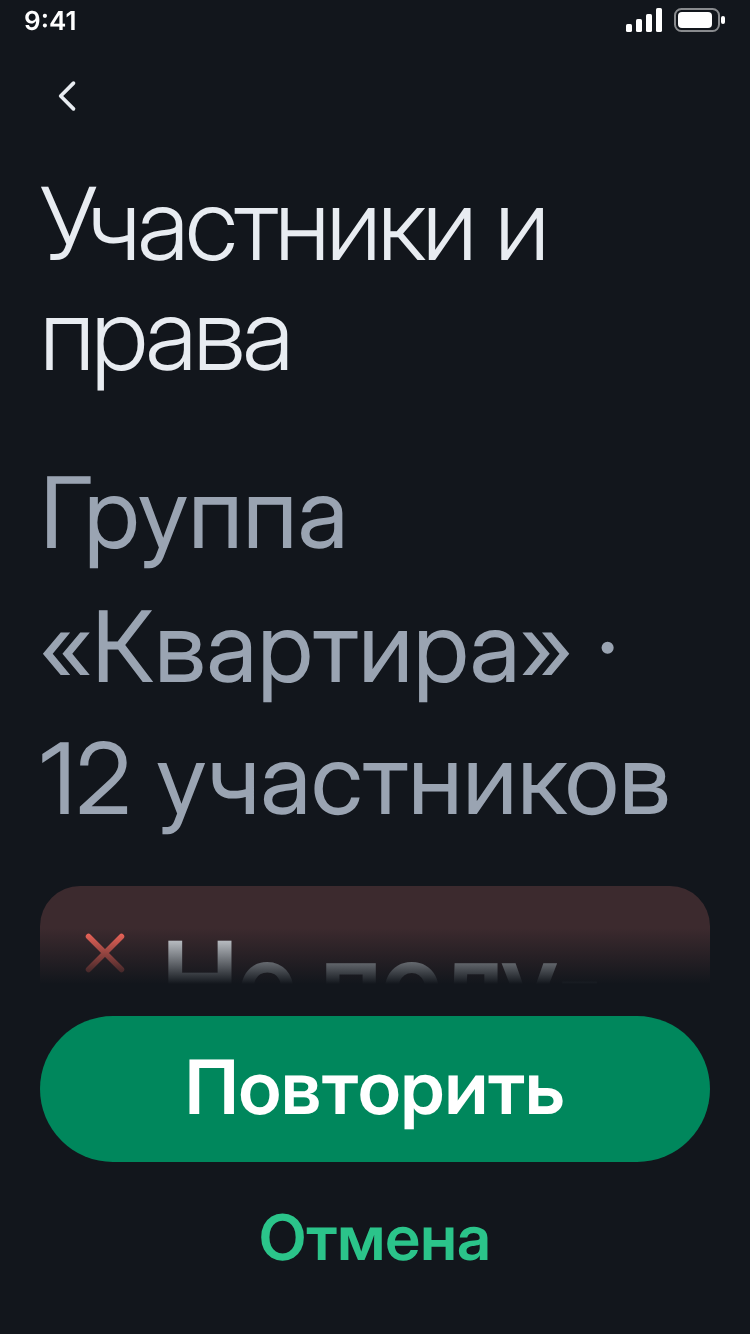 9:41
Участники и
права
Группа
«Квартира» ·
12 участников
Повторить
Отмена